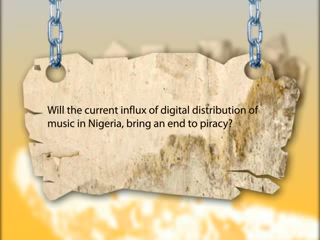 Will the current influx of digital distribution of
music in Nigeria, bring an end to piracy?